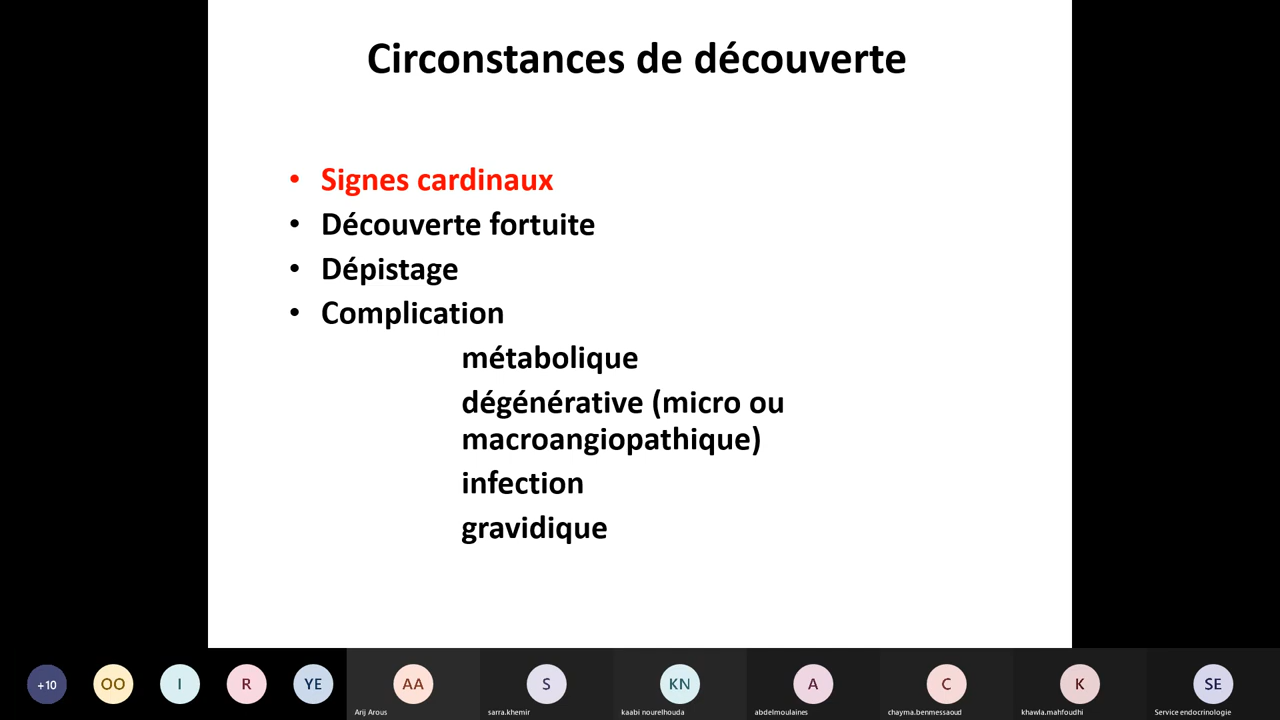 Circonstances de découverte
• Signes cardinaux
• Découverte fortuite
• Dépistage
• Complication
métabolique
dégénérative (micro ou
macroangiopathique)
infection
gravidique
+10 OO I R YE AA S KN A C K SE
Arij Arous sarra.khemir kaabi nourelhouda abdelmoulaines chayma.benmessaoud khawla.mahfoudhi Service endocrinologie